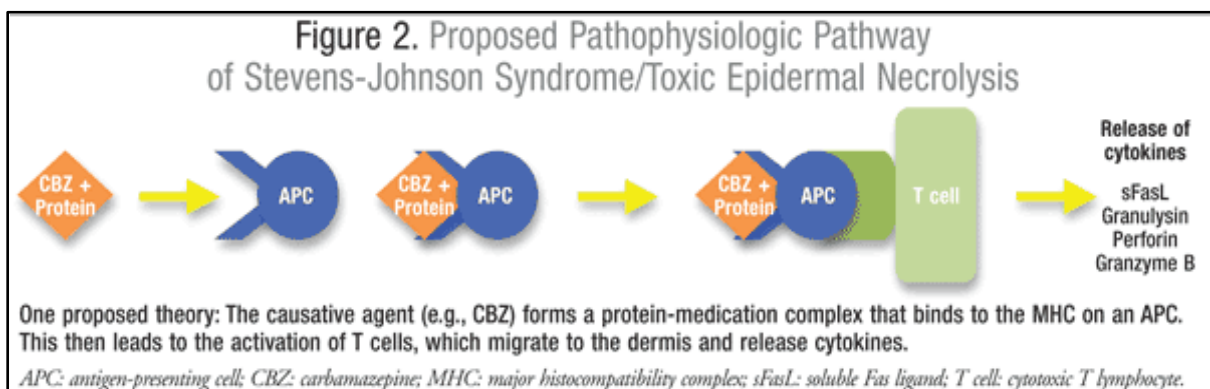 Figure 2. Proposed Pathophysiologic Pathway
of Stevens-Johnson Syndrome/Toxic Epidermal Necrolysis
CBZ +
Protein
APC
CBZ +
Protein
APC
CBZ +
Protein
APC
T cell
Release of
cytokines
sFasL
Granulysin
Perforin
Granzyme B
One proposed theory: The causative agent (e.g., CBZ) forms a protein-medication complex that binds to the MHC on an APC.
This then leads to the activation of T cells, which migrate to the dermis and release cytokines.
APC: antigen-presenting cell; CBZ: carbamazepine; MHC: major histocompatibility complex; sFasL: soluble Fas ligand; T cell: cytotoxic T lymphocyte.